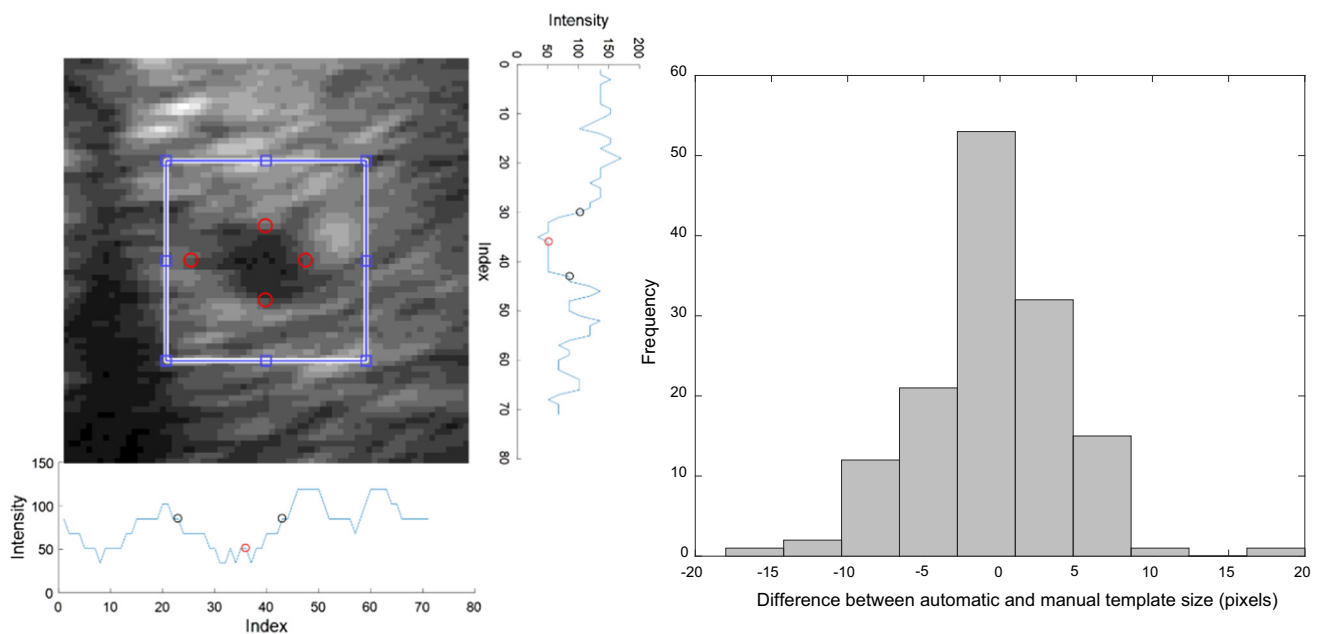 Intensity
0 50 100 150 200
0
10
20
30
40
50
60
70
80
Index
150
100
50
0
Intensity
0 10 20 30 40 50 60 70 80
Index
60
50
40
30
20
10
0
Frequency
-20 -15 -10 -5 0 5 10 15 20
Difference between automatic and manual template size (pixels)